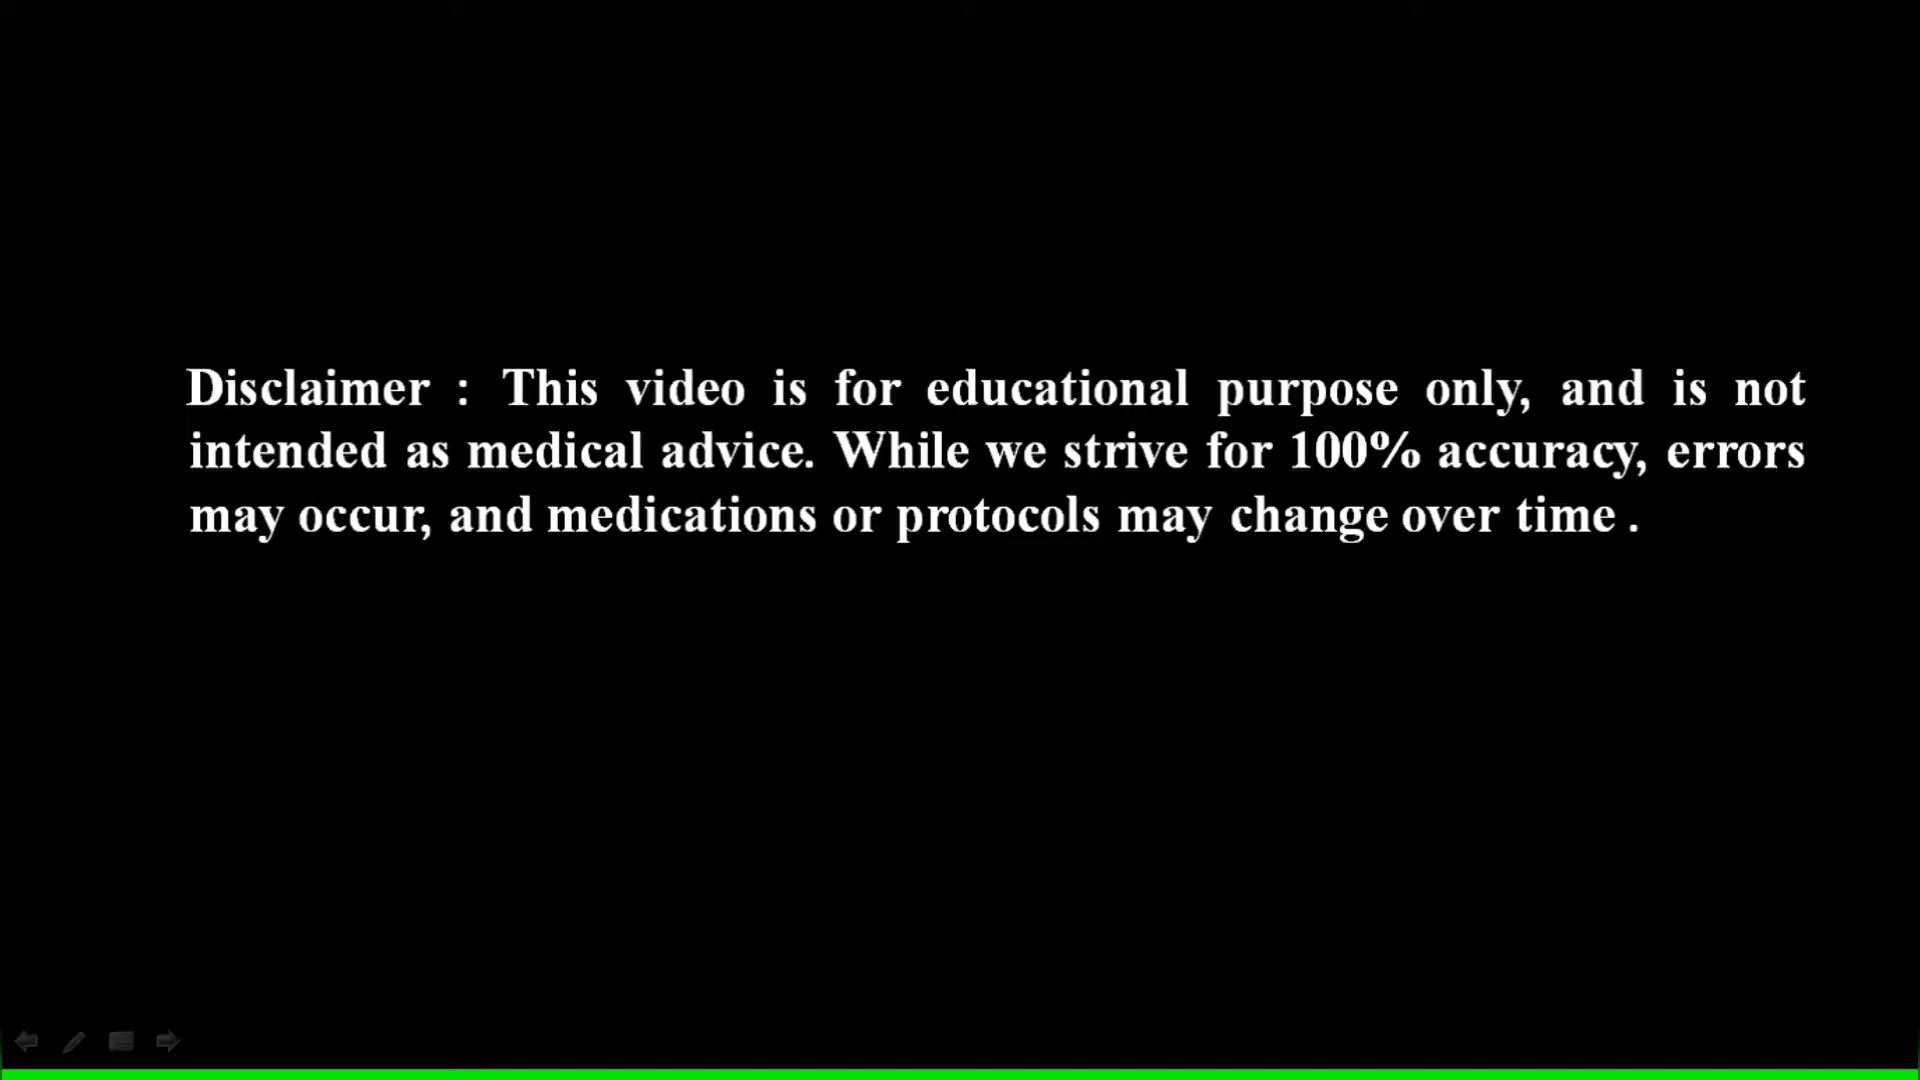 Disclaimer : This video is for educational purpose only, and is not
intended as medical advice. While we strive for 100% accuracy, errors
may occur, and medications or protocols may change over time .